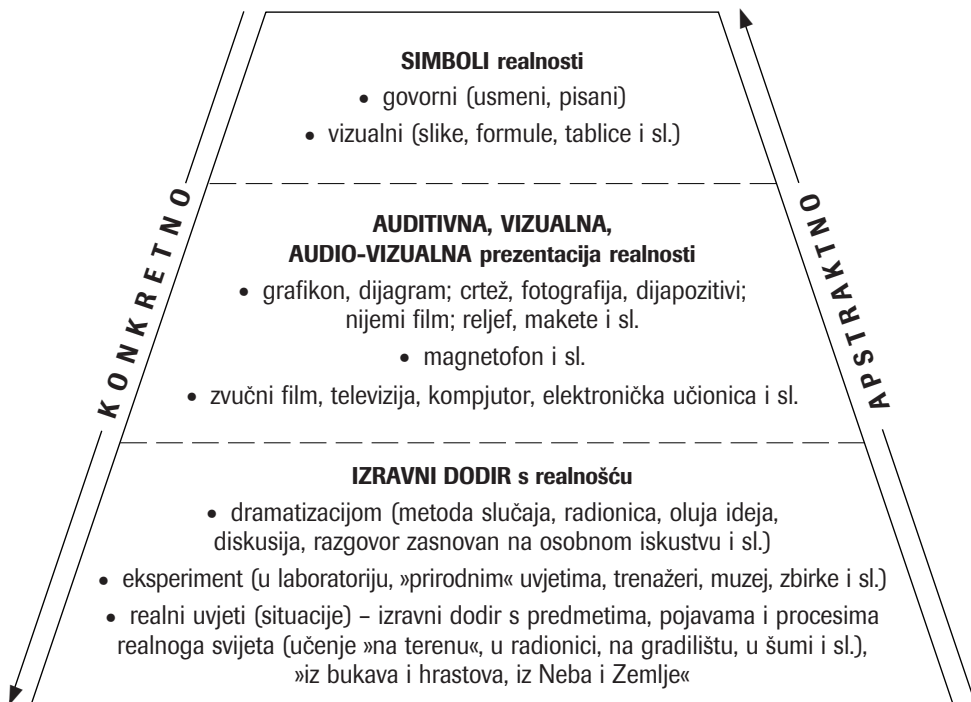 SIMBOLI realnosti
• govorni (usmeni, pisani)
• vizualni (slike, formule, tablice i sl.)
KONKRETNO
APSTRAKTNO
AUDITIVNA, VIZUALNA,
AUDIO-VIZUALNA prezentacija realnosti
• grafikon, dijagram; crtež, fotografija, dijapozitivi;
nijemi film; reljef, makete i sl.
• magnetofon i sl.
• zvučni film, televizija, kompjutor, elektronička učionica i sl.
IZRAVNI DODIR s realnošću
• dramatizacijom (metoda slučaja, radionica, oluja ideja,
diskusija, razgovor zasnovan na osobnom iskustvu i sl.)
• eksperiment (u laboratoriju, »prirodnim« uvjetima, trenažeri, muzej, zbirke i sl.)
• realni uvjeti (situacije) – izravni dodir s predmetima, pojavama i procesima
realnoga svijeta (učenje »na terenu«, u radionici, na gradilištu, u šumi i sl.),
»iz bukava i hrastova, iz Neba i Zemlje«